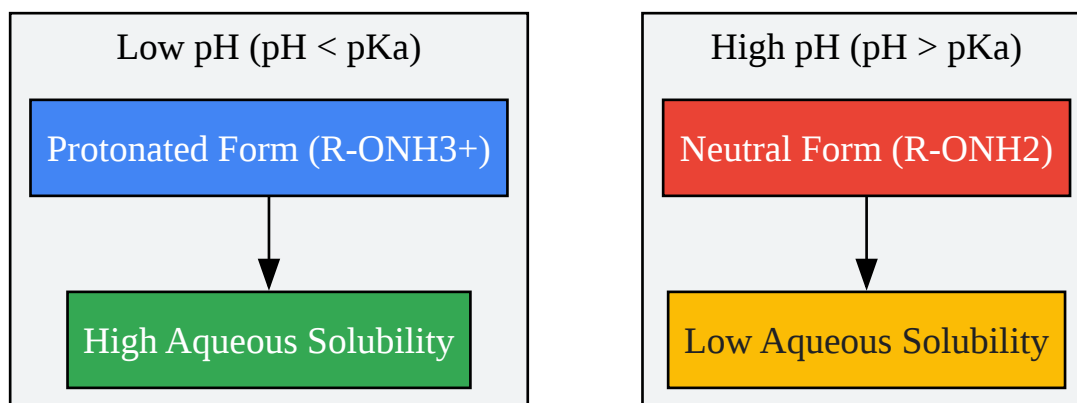 Low pH (pH < pKa)
Protonated Form (R-ONH3+)
High Aqueous Solubility
High pH (pH > pKa)
Neutral Form (R-ONH2)
Low Aqueous Solubility